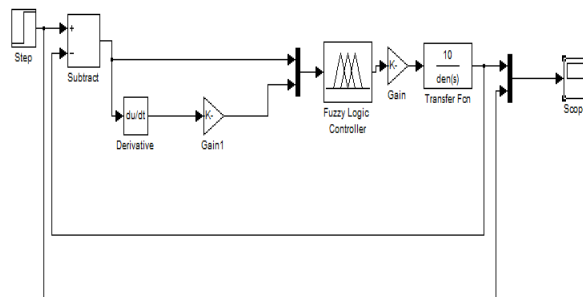 Step
+
−
Subtract
du/dt
Derivative
K-
Gain1
Fuzzy Logic
Controller
K-
Gain
10
den(s)
Transfer Fcn
Scop